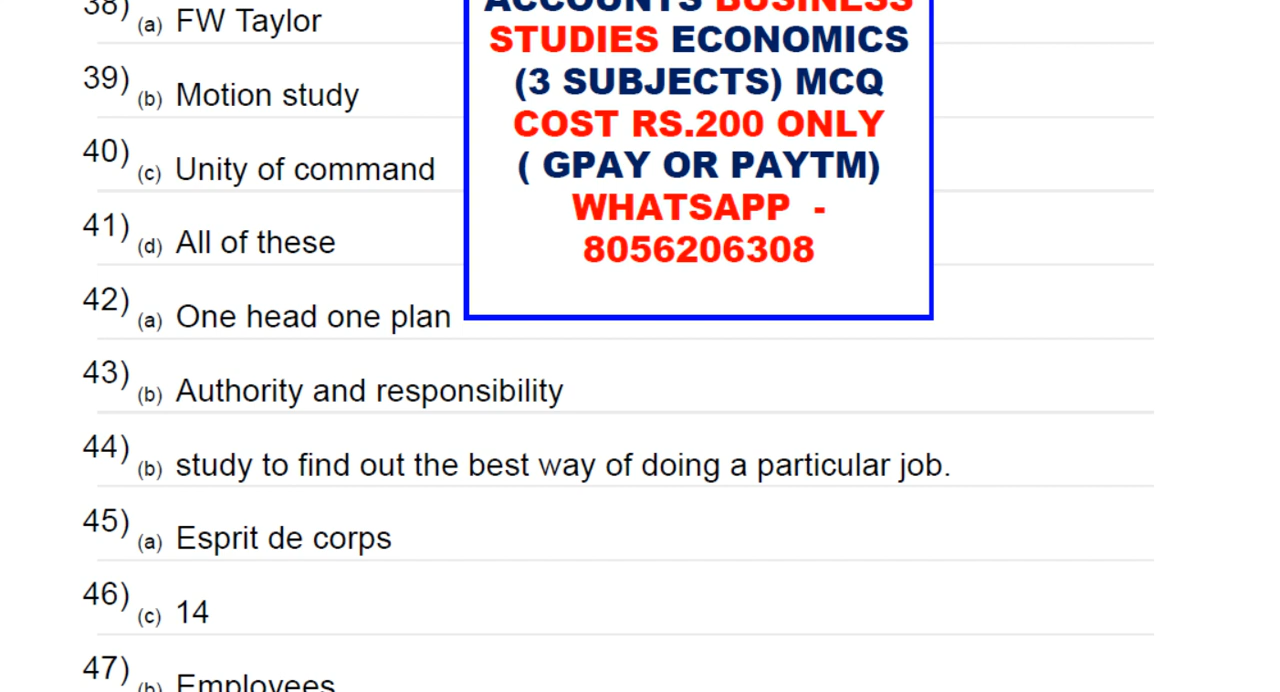 38) (a) FW Taylor
39) (b) Motion study
40) (c) Unity of command
41) (d) All of these
42) (a) One head one plan
43) (b) Authority and responsibility
44) (b) study to find out the best way of doing a particular job.
45) (a) Esprit de corps
46) (c) 14
47) (b) Employees
ACCOUNTS BUSINESS
STUDIES ECONOMICS
(3 SUBJECTS) MCQ
COST RS.200 ONLY
( GPAY OR PAYTM)
WHATSAPP -
8056206308